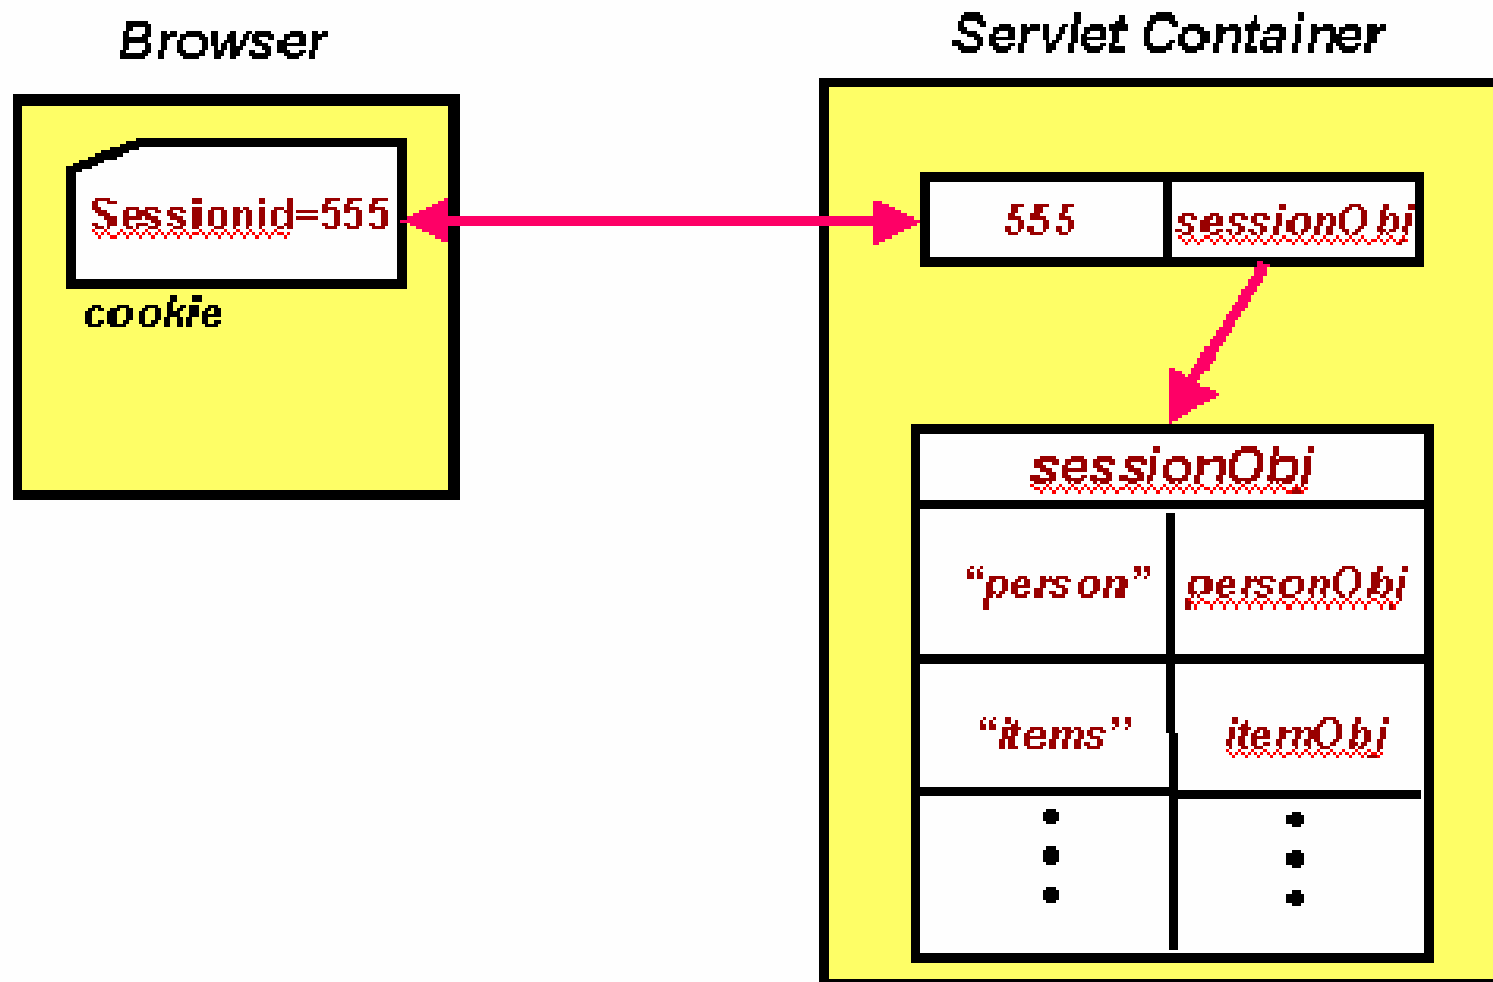 Browser
Servlet Container
Sessionid=555
cookie
555
sessionObj
sessionObj
“person”
personObj
“items”
itemObj